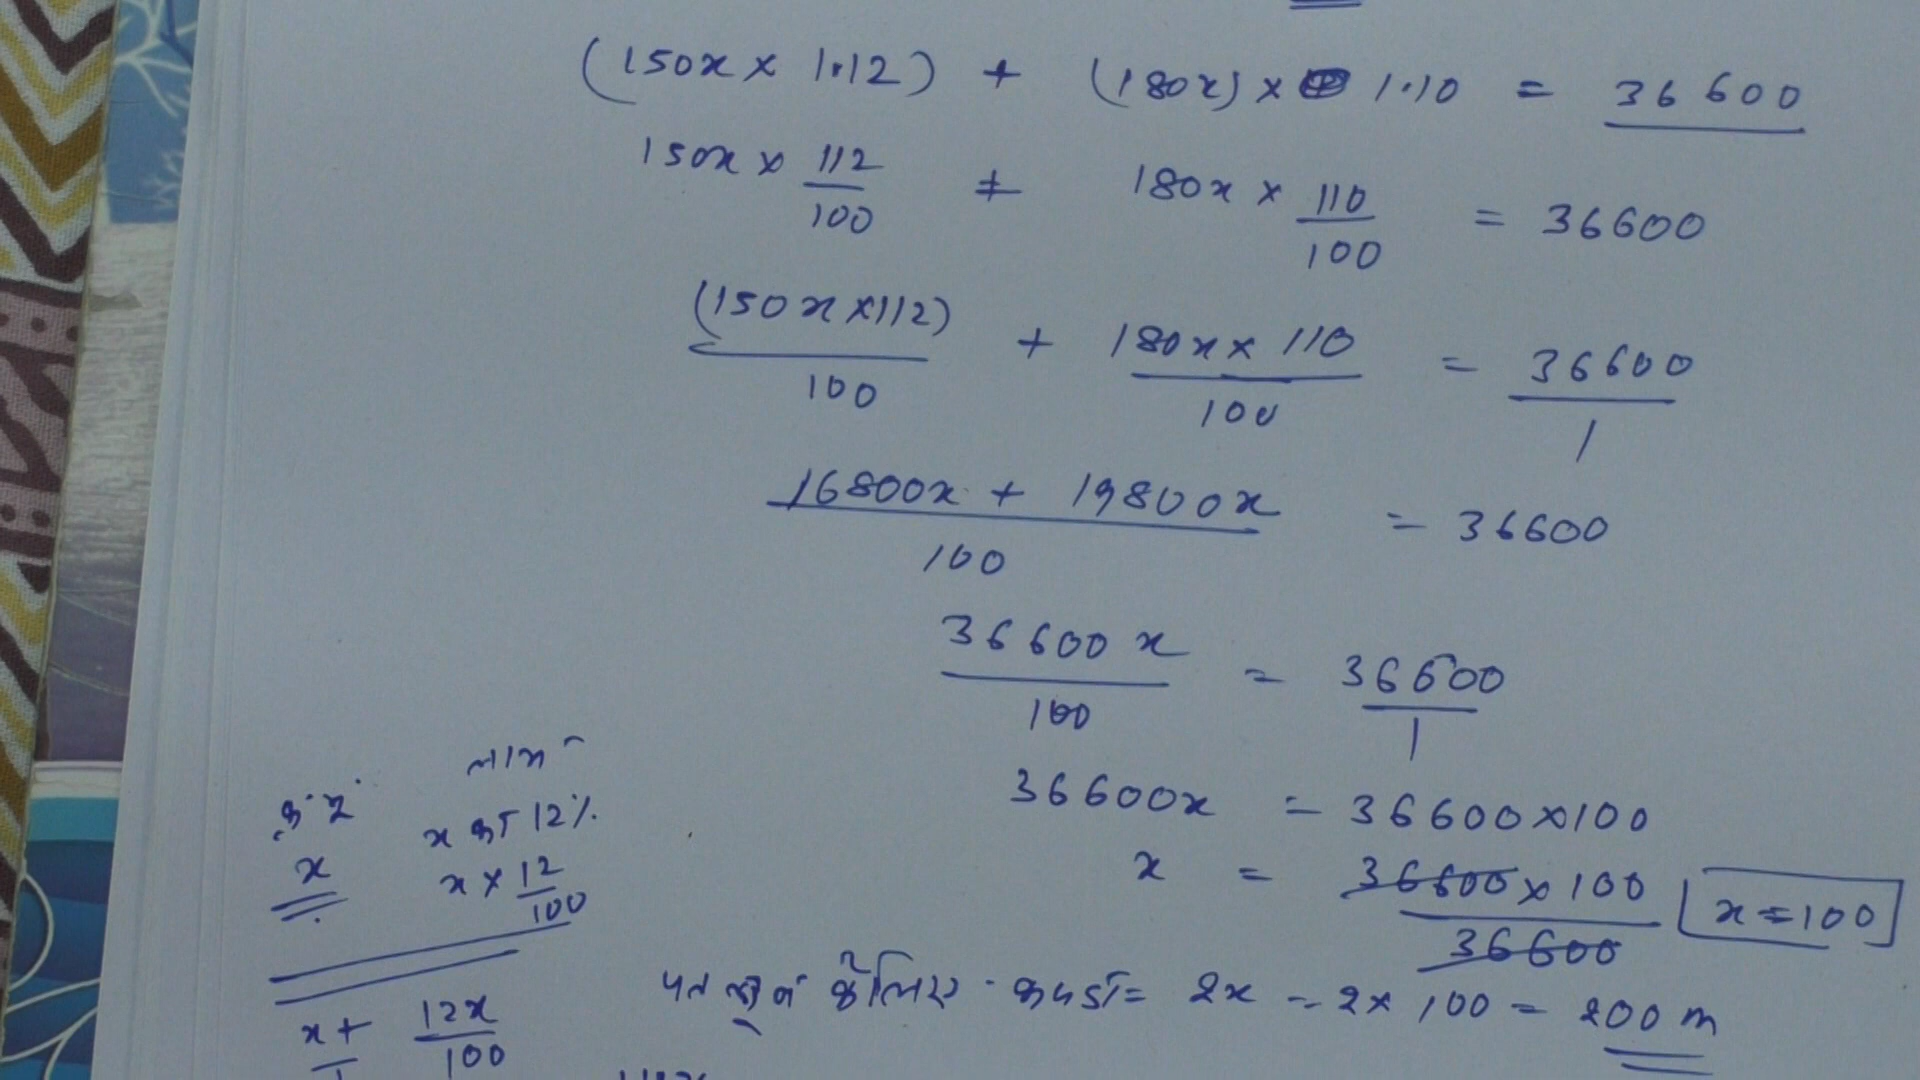 (150x × 1.12) + (180x) × 1.10 = 36600
150x × 112/100 + 180x × 110/100 = 36600
(150x×112)/100 + 180x × 110/100 = 36600/1
16800x + 19800x/100 = 36600
36600x/100 = 36600/1
36600x = 36600×100
x = 36600×100/36600 x=100
कपड़ा = 2x = 2×100 = 200 m
x
x का 12%
x × 12/100
x + 12x/100